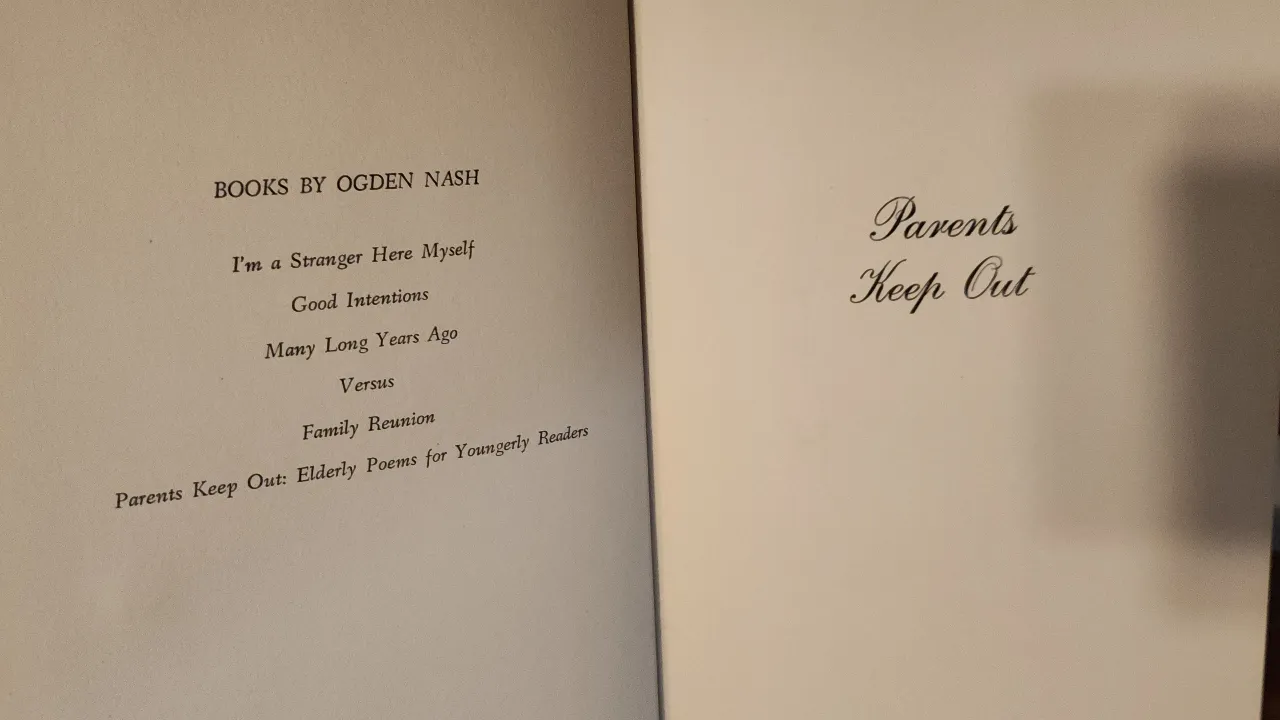 BOOKS BY OGDEN NASH
I'm a Stranger Here Myself
Good Intentions
Many Long Years Ago
Versus
Family Reunion
Parents Keep Out: Elderly Poems for Youngerly Readers
Parents
Keep Out